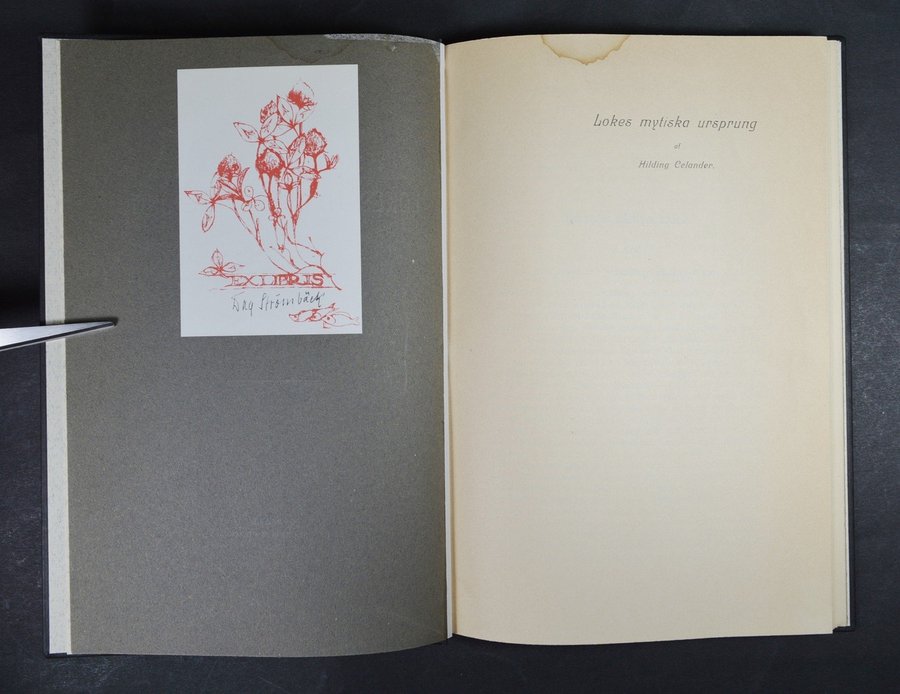 EX LIBRIS
Dag Strömbäck
Lokes mytiska ursprung
af
Hilding Celander.